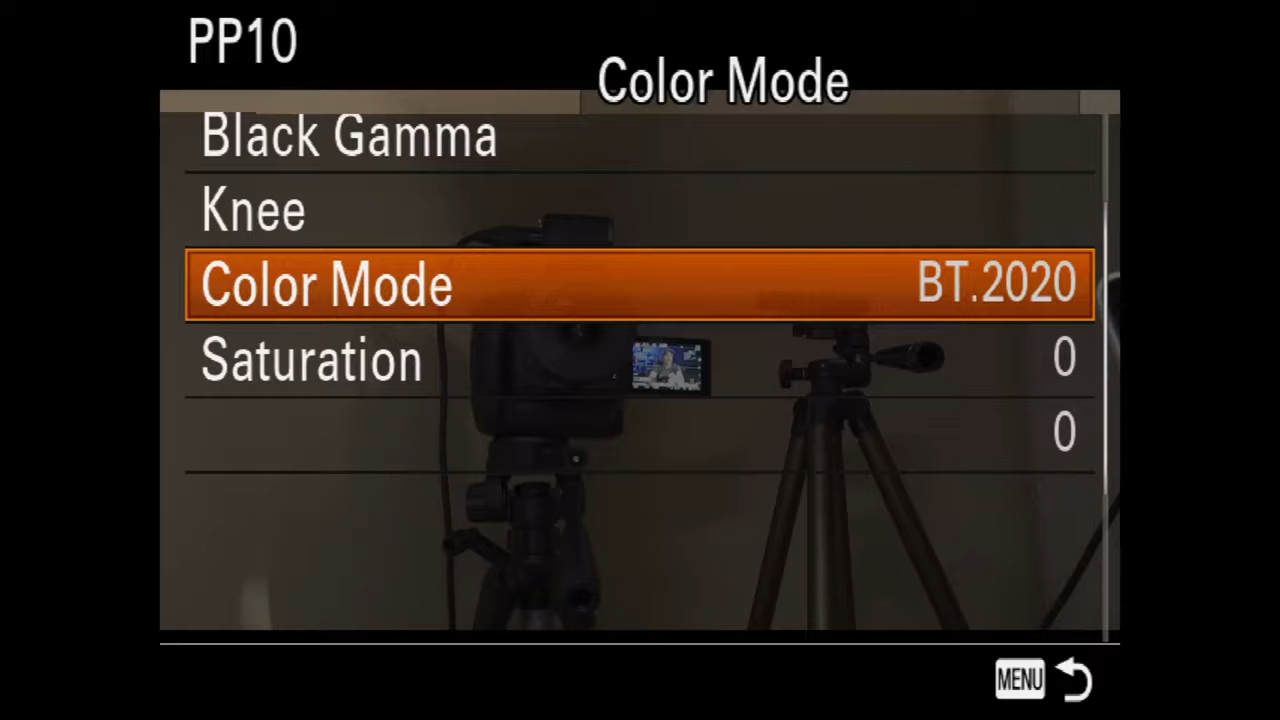 PP10
Color Mode
Black Gamma
Knee
Color Mode BT.2020
Saturation 0
0
MENU